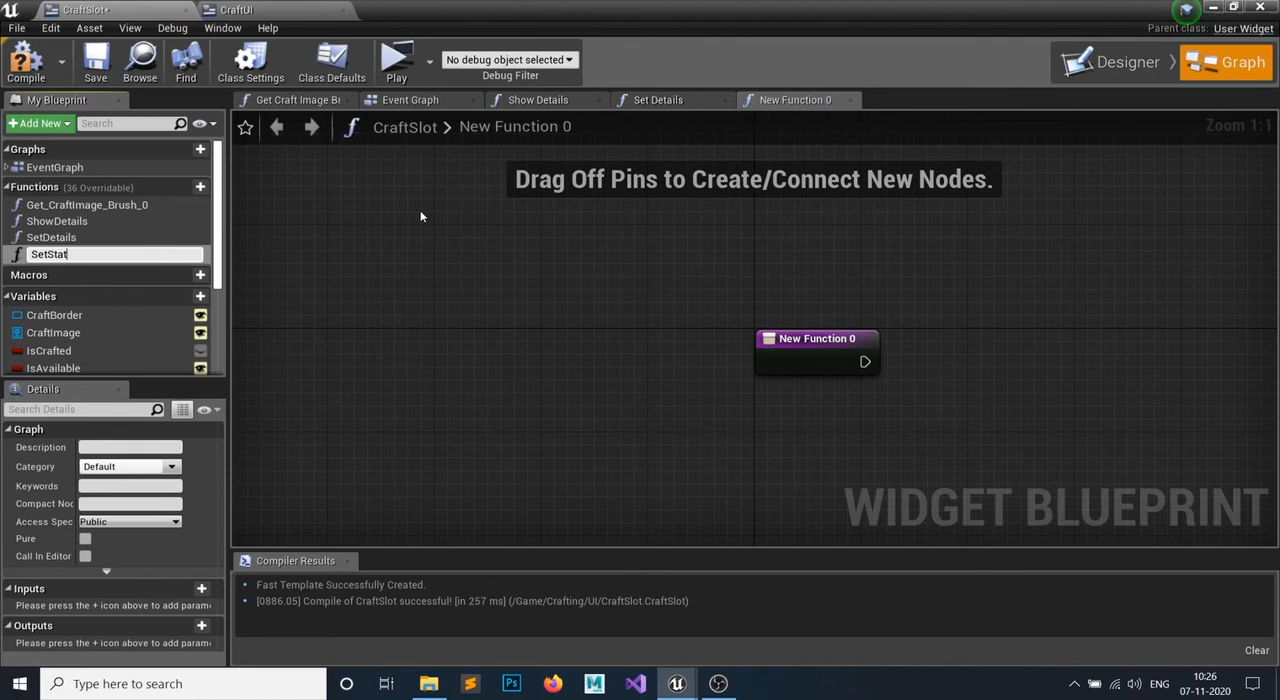 CraftSlot•
CraftUI
File Edit Asset View Window Debug Help
Parent class: User Widget
Compile Save Browse Find Class Settings Class Defaults Play
No debug object selected
Debug Filter
Designer Graph
My Blueprint
Get Craft Image Br Event Graph Show Details Set Details New Function 0
Add New Search
CraftSlot > New Function 0 Zoom 1:1
Graphs
EventGraph
Functions (36 Overridable)
Get_CraftImage_Brush_0
ShowDetails
SetDetails
SetStat
Macros
Variables
CraftBorder
CraftImage
IsCrafted
IsAvailable
Drag Off Pins to Create/Connect New Nodes.
New Function 0
WIDGET BLUEPRINT
Details
Search Details
Graph
Description
Category Default
Keywords
Compact Noc
Access Spec Public
Pure
Call In Editor
Inputs
Please press the + icon above to add param
Outputs
Please press the + icon above to add param
Compiler Results
Fast Template Successfully Created.
[0886.05] Compile of CraftSlot successful! [in 257 ms] (/Game/Crafting/UI/CraftSlot.CraftSlot)
Clear
Type here to search
ENG
10:26
07-11-2020